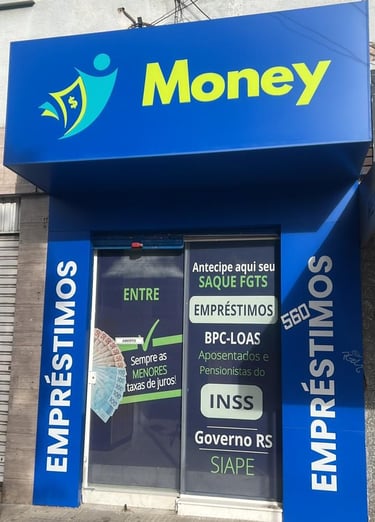 $
Money
EMPRÉSTIMOS
ENTRE
ABERTO
Sempre as
MENORES
taxas de juros!
Antecipe aqui seu
SAQUE FGTS
EMPRÉSTIMOS
BPC-LOAS
Aposentados e
Pensionistas do
INSS
Governo RS
SIAPE
560
EMPRÉSTIMOS